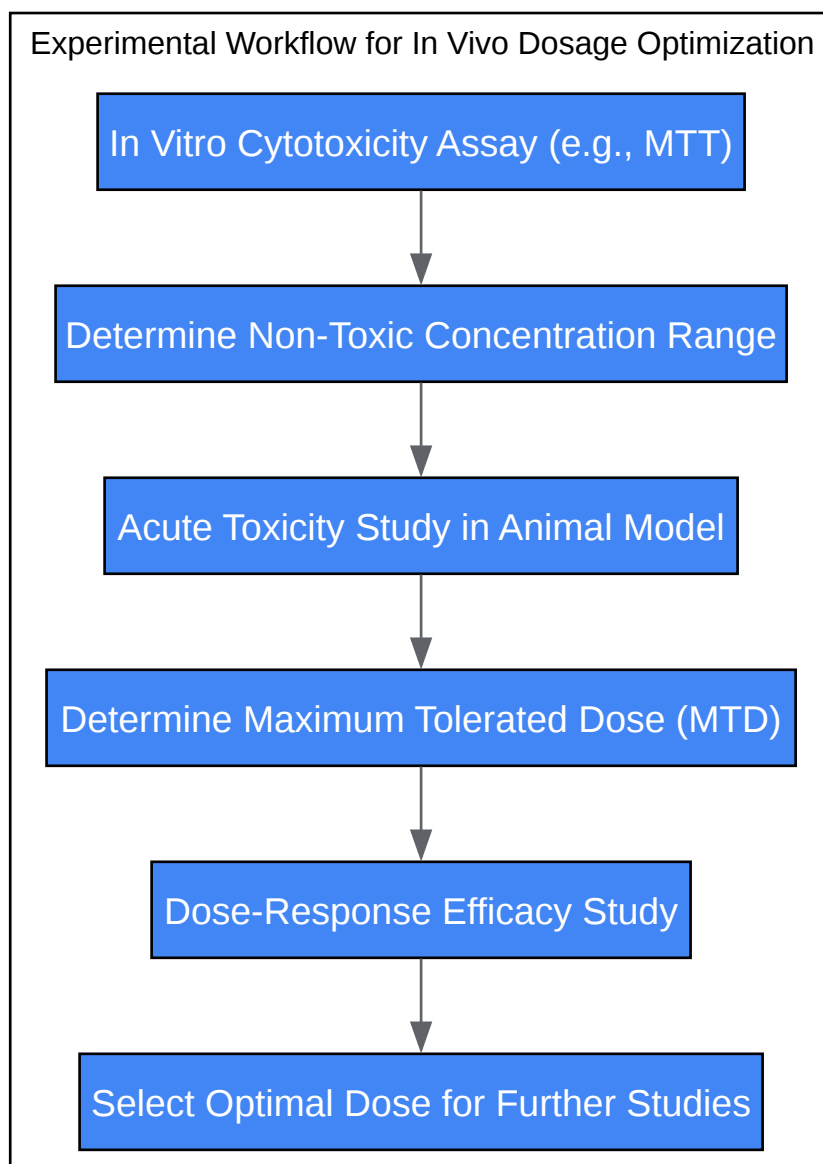 Experimental Workflow for In Vivo Dosage Optimization
In Vitro Cytotoxicity Assay (e.g., MTT)
Determine Non-Toxic Concentration Range
Acute Toxicity Study in Animal Model
Determine Maximum Tolerated Dose (MTD)
Dose-Response Efficacy Study
Select Optimal Dose for Further Studies